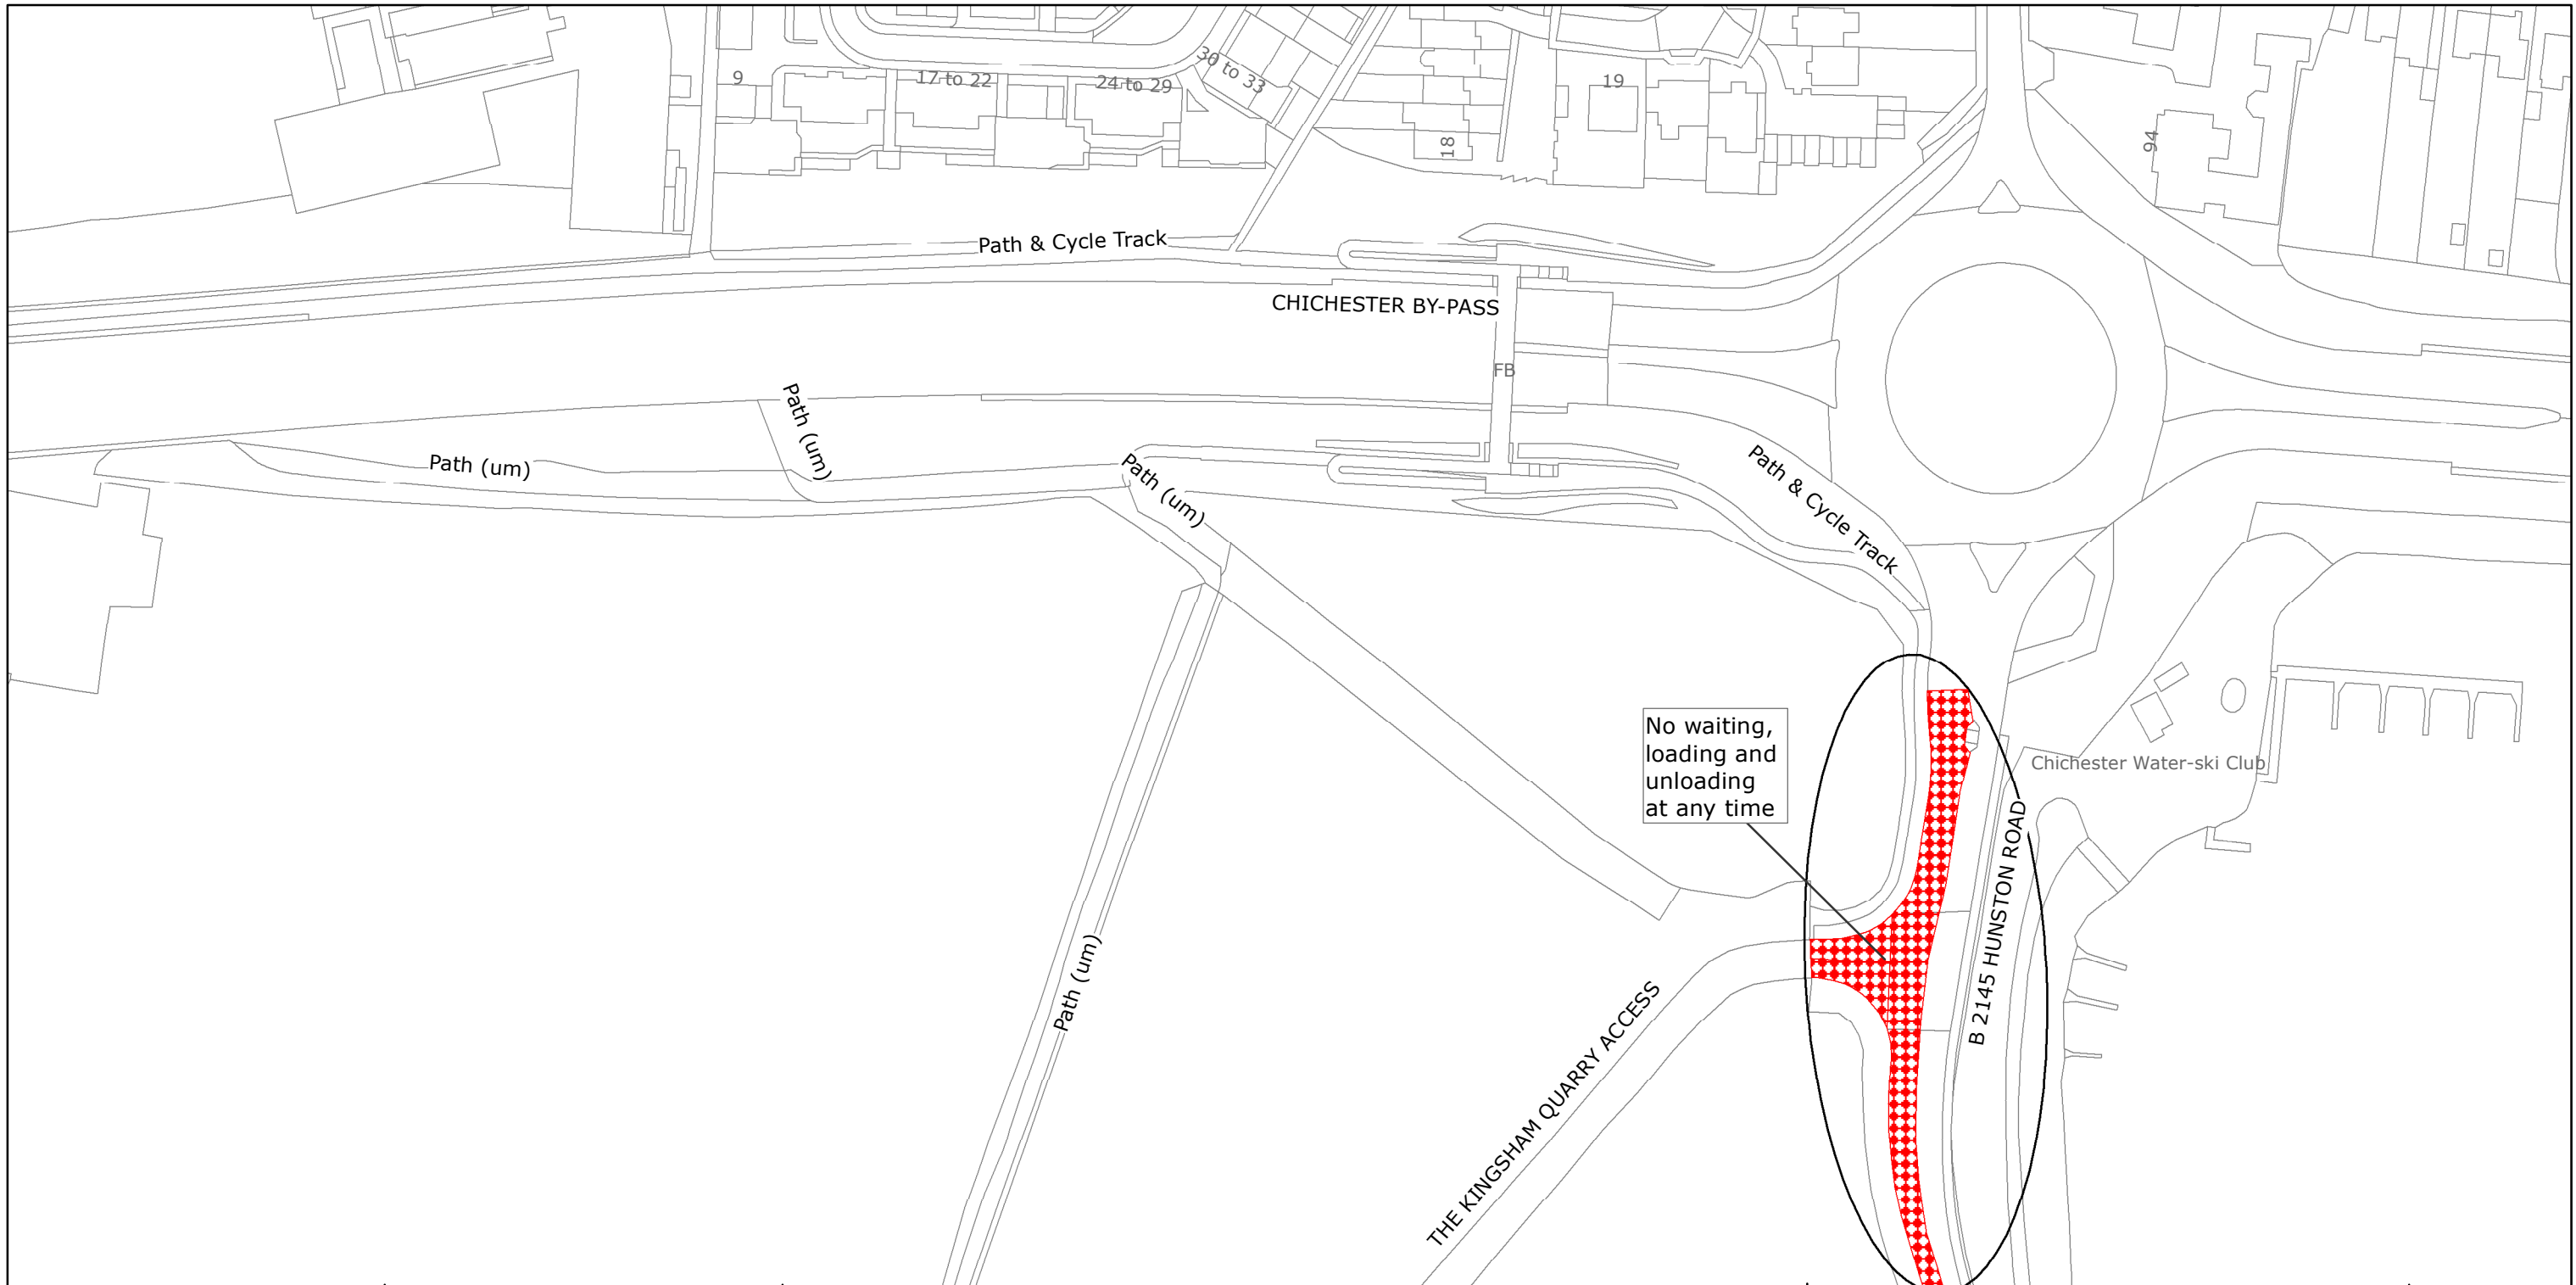 9
17 to 22
24 to 29
30 to 33
19
18
94
Path & Cycle Track
CHICHESTER BY-PASS
FB
Path (um)
Path (um)
Path (um)
Path & Cycle Track
No waiting,
loading and
unloading
at any time
Chichester Water-ski Club
B 2145 HUNSTON ROAD
Path (um)
THE KINGSHAM QUARRY ACCESS